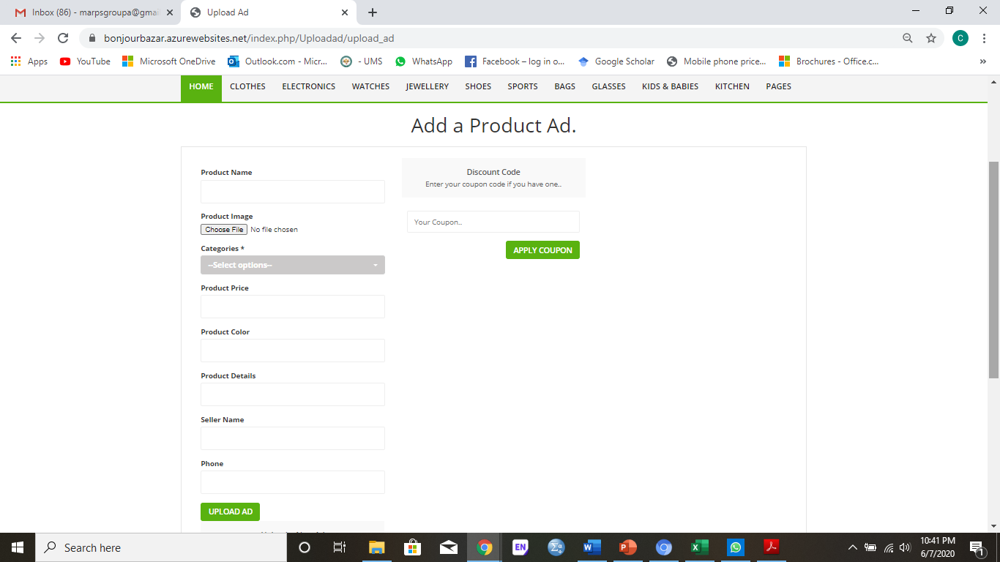 Inbox (86) - marpsgroupa@gmai
Upload Ad
bonjourbazar.azurewebsites.net/index.php/Uploadad/upload_ad
C
Apps YouTube Microsoft OneDrive Outlook.com - Micr... - UMS WhatsApp Facebook – log in o... Google Scholar Mobile phone price... Brochures - Office.c... »
HOME CLOTHES ELECTRONICS WATCHES JEWELLERY SHOES SPORTS BAGS GLASSES KIDS & BABIES KITCHEN PAGES
Add a Product Ad.
Product Name
Product Image
Choose File No file chosen
Categories *
--Select options--
Product Price
Product Color
Product Details
Seller Name
Phone
UPLOAD AD
Discount Code
Enter your coupon code if you have one..
Your Coupon..
APPLY COUPON
Search here
EN
10:41 PM
6/7/2020
1